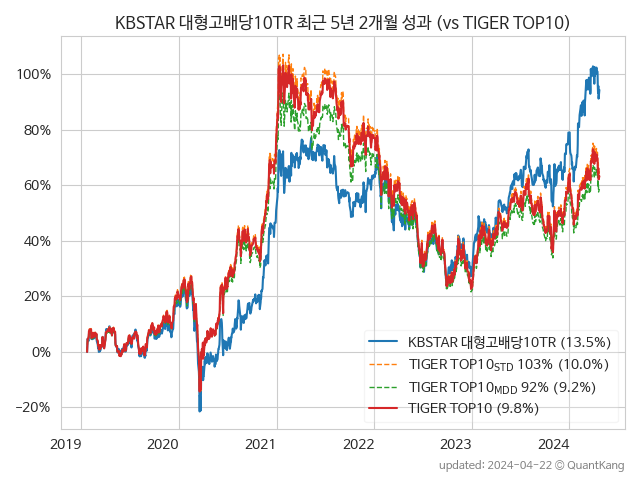 KBSTAR 대형고배당10TR 최근 5년 2개월 성과 (vs TIGER TOP10)
100%
80%
60%
40%
20%
0%
−20%
KBSTAR 대형고배당10TR (13.5%)
TIGER TOP10STD 103% (10.0%)
TIGER TOP10MDD 92% (9.2%)
TIGER TOP10 (9.8%)
2019 2020 2021 2022 2023 2024
updated: 2024-04-22 © QuantKang